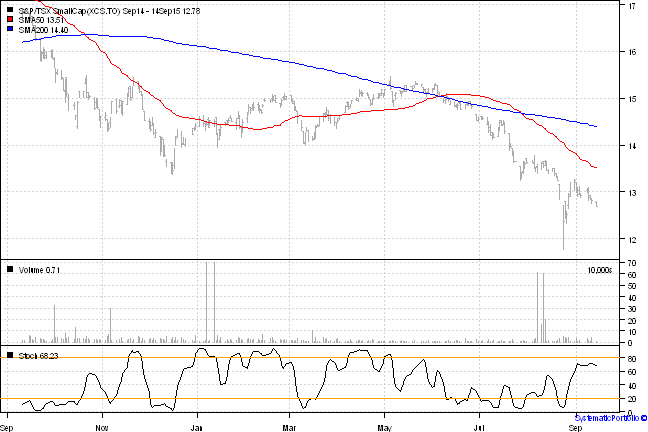 S&P/TSX SmallCap(XCS.TO) Sep14 - 14Sep15 12.78
SMA50 13.51
SMA200 14.40
17
16
15
14
13
12
Volume 0.71
10,000s
70
60
50
40
30
20
10
0
Stoch 68.23
80
60
40
20
0
Sep
Nov
Jan
Mar
May
Jul
Sep
SystematicPortfolio ©